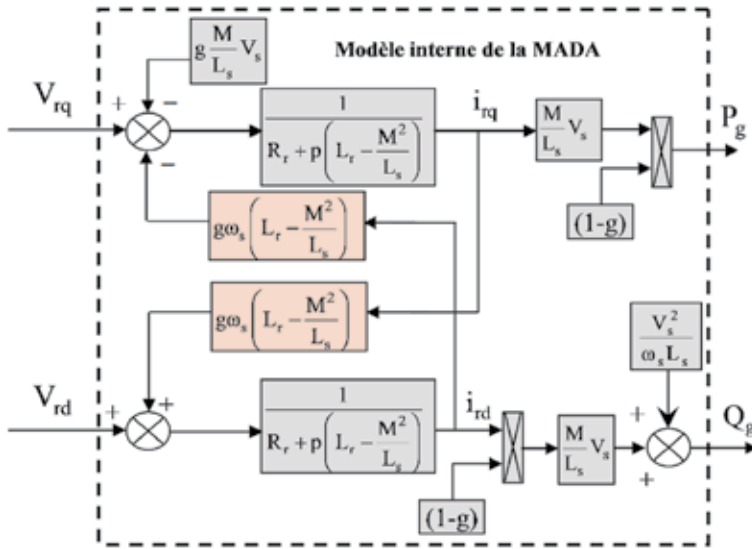 Modèle interne de la MADA
g M/L_s V_s
V_rq
+
−
−
1/(R_r + p(L_r − M²/L_s))
i_rq
M/L_s V_s
P_g
(1-g)
gω_s(L_r − M²/L_s)
gω_s(L_r − M²/L_s)
V_s²/(ω_s L_s)
V_rd
+
+
1/(R_r + p(L_r − M²/L_s))
i_rd
M/L_s V_s
+
+
Q_g
(1-g)